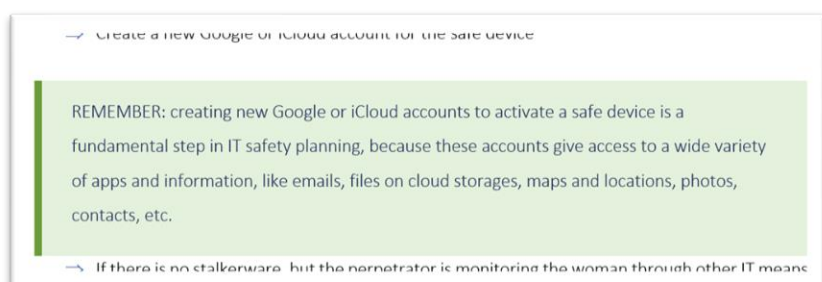 → Create a new Google or iCloud account for the safe device
REMEMBER: creating new Google or iCloud accounts to activate a safe device is a
fundamental step in IT safety planning, because these accounts give access to a wide variety
of apps and information, like emails, files on cloud storages, maps and locations, photos,
contacts, etc.
→ If there is no stalkerware, but the perpetrator is monitoring the woman through other IT means